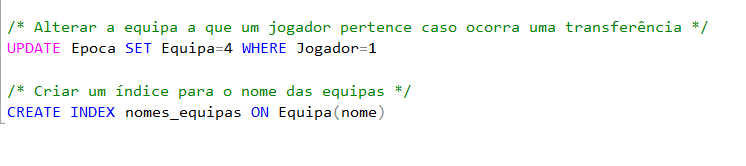 /* Alterar a equipa a que um jogador pertence caso ocorra uma transferência */
UPDATE Epoca SET Equipa=4 WHERE Jogador=1
/* Criar um índice para o nome das equipas */
CREATE INDEX nomes_equipas ON Equipa(nome)